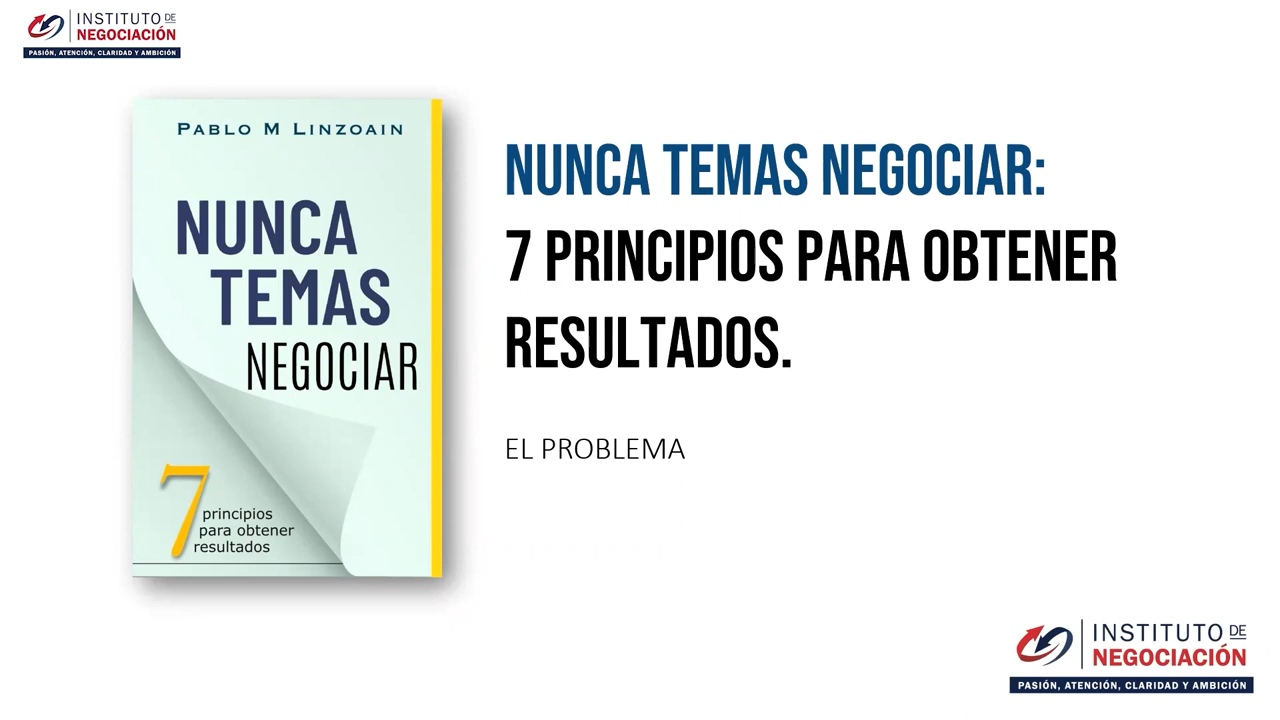 INSTITUTO DE
NEGOCIACIÓN
PASIÓN, ATENCIÓN, CLARIDAD Y AMBICIÓN
PABLO M LINZOAIN
NUNCA
TEMAS
NEGOCIAR
7
principios
para obtener
resultados
NUNCA TEMAS NEGOCIAR:
7 PRINCIPIOS PARA OBTENER
RESULTADOS.
EL PROBLEMA
INSTITUTO DE
NEGOCIACIÓN
PASIÓN, ATENCIÓN, CLARIDAD Y AMBICIÓN